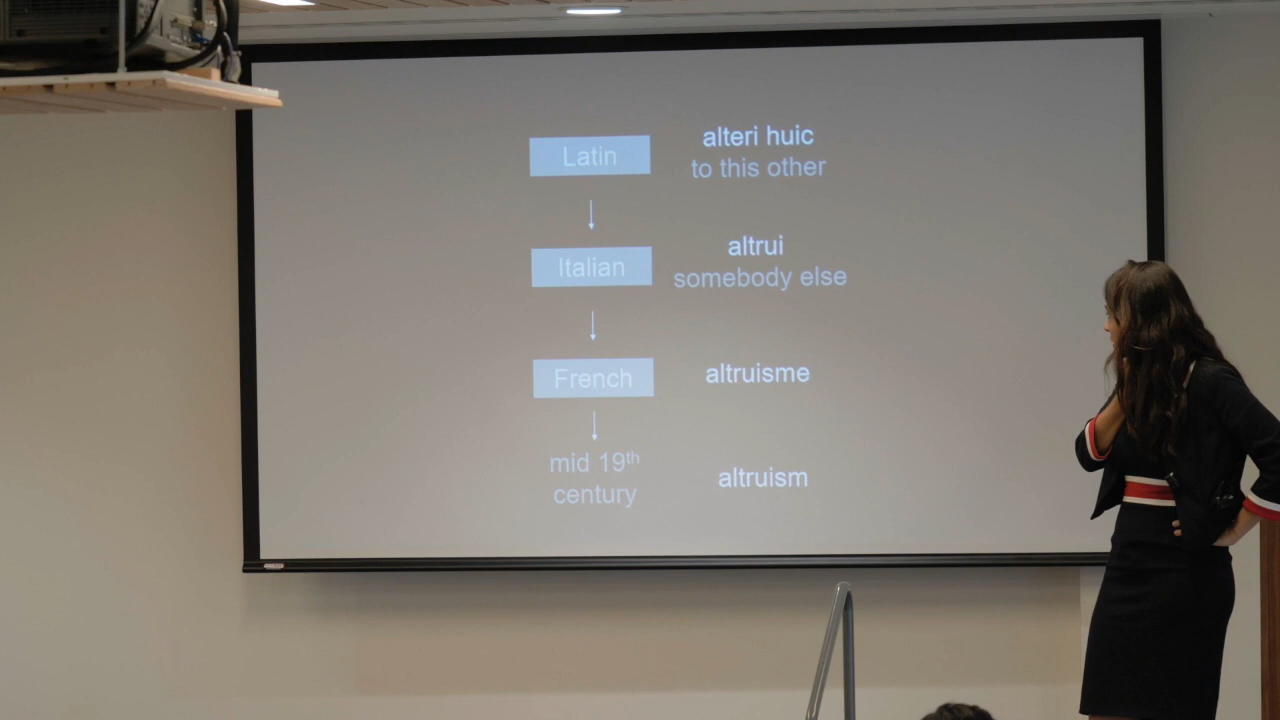 Latin
alteri huic
to this other
Italian
altrui
somebody else
French
altruisme
mid 19th
century
altruism